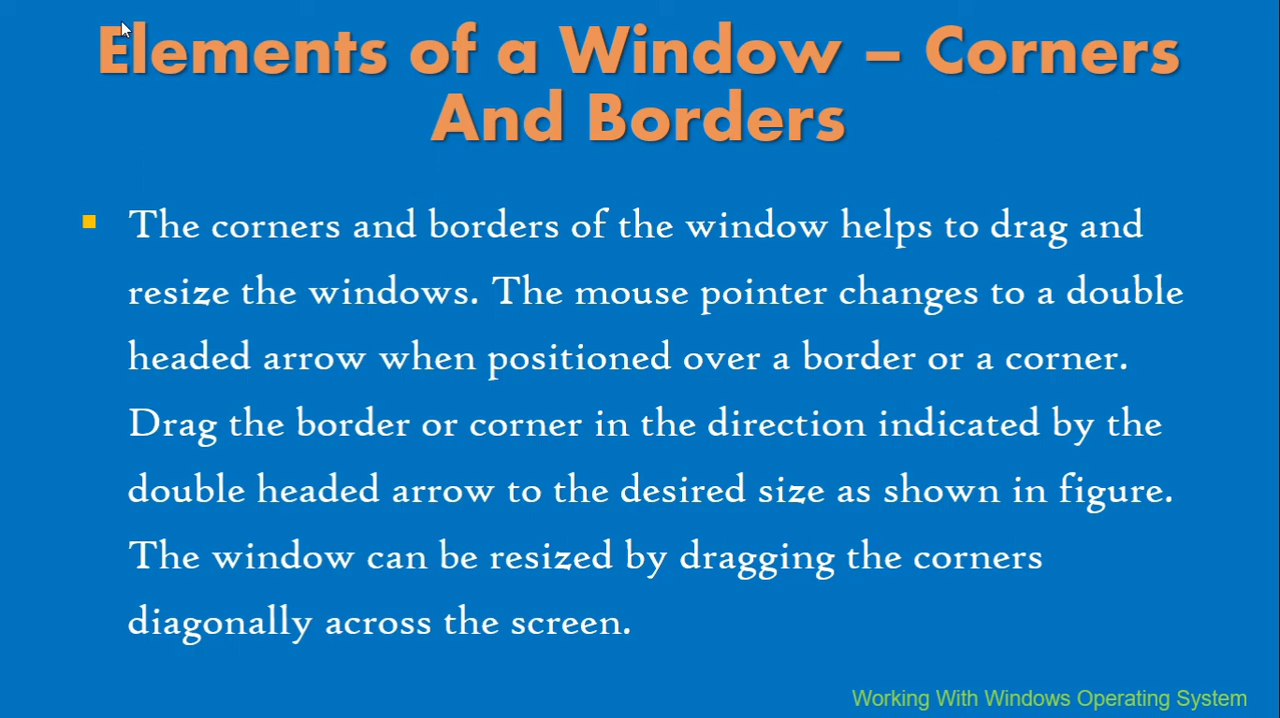 Elements of a Window – Corners
And Borders
The corners and borders of the window helps to drag and
resize the windows. The mouse pointer changes to a double
headed arrow when positioned over a border or a corner.
Drag the border or corner in the direction indicated by the
double headed arrow to the desired size as shown in figure.
The window can be resized by dragging the corners
diagonally across the screen.
Working With Windows Operating System